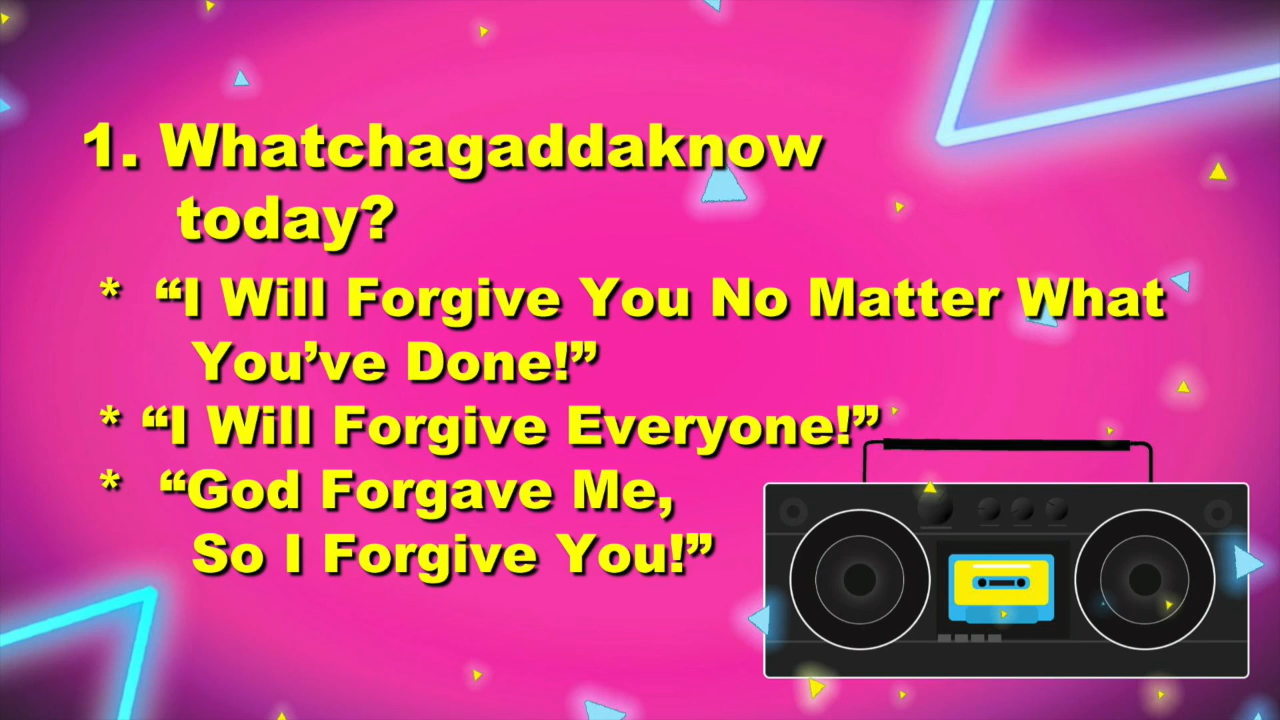 1. Whatchagaddaknow
today?
* “I Will Forgive You No Matter What
You’ve Done!”
* “I Will Forgive Everyone!”
* “God Forgave Me,
So I Forgive You!”